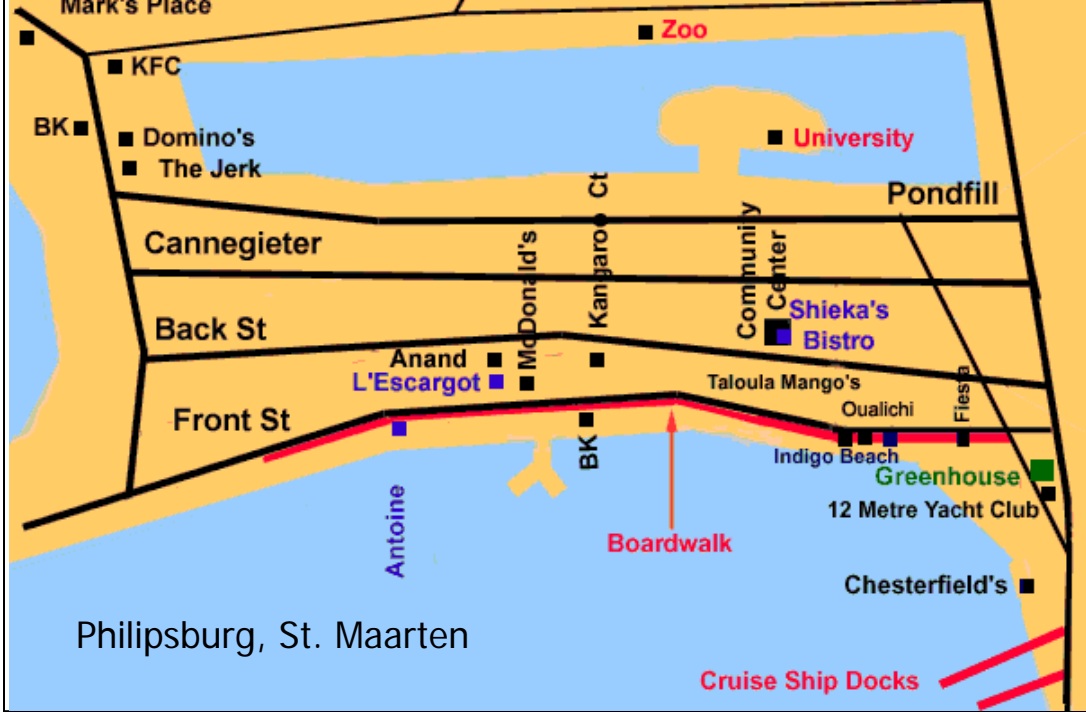 Mark's Place
Zoo
KFC
BK
Domino's
University
The Jerk
Pondfill
Cannegieter
McDonald's
Kangaroo Ct
Community
Center
Shieka's
Bistro
Back St
Anand
L'Escargot
Taloula Mango's
Oualichi
Fiesta
Front St
BK
Indigo Beach
Greenhouse
12 Metre Yacht Club
Antoine
Boardwalk
Chesterfield's
Philipsburg, St. Maarten
Cruise Ship Docks